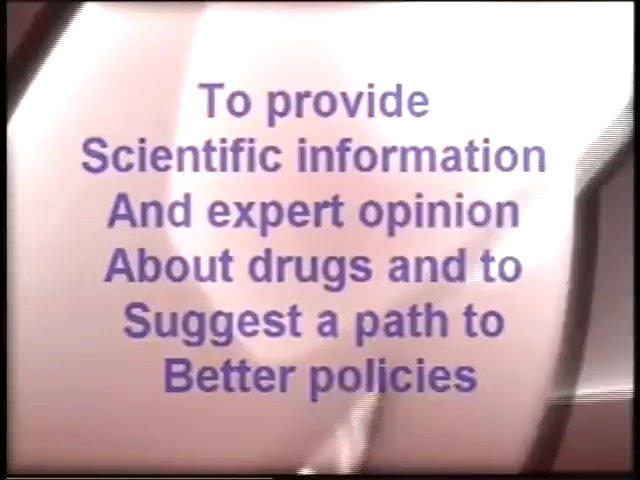 To provide
Scientific information
And expert opinion
About drugs and to
Suggest a path to
Better policies